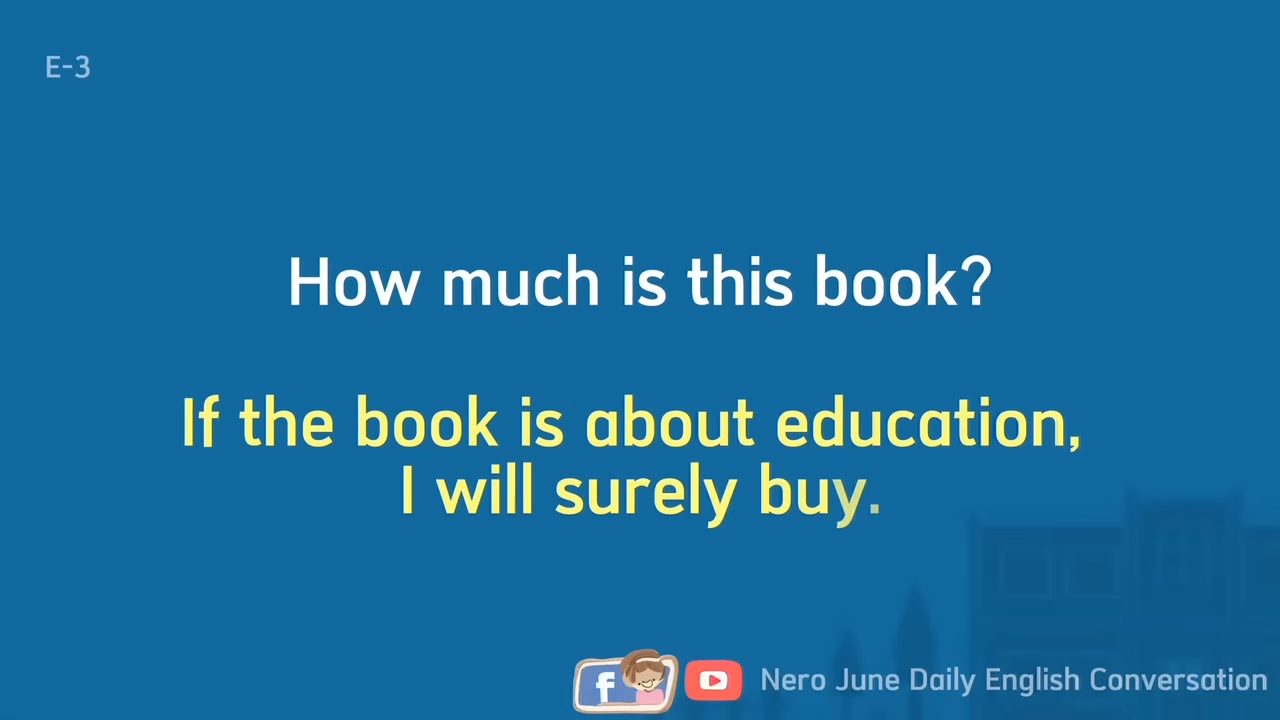 E-3
How much is this book?
If the book is about education,
I will surely buy.
f
Nero June Daily English Conversation